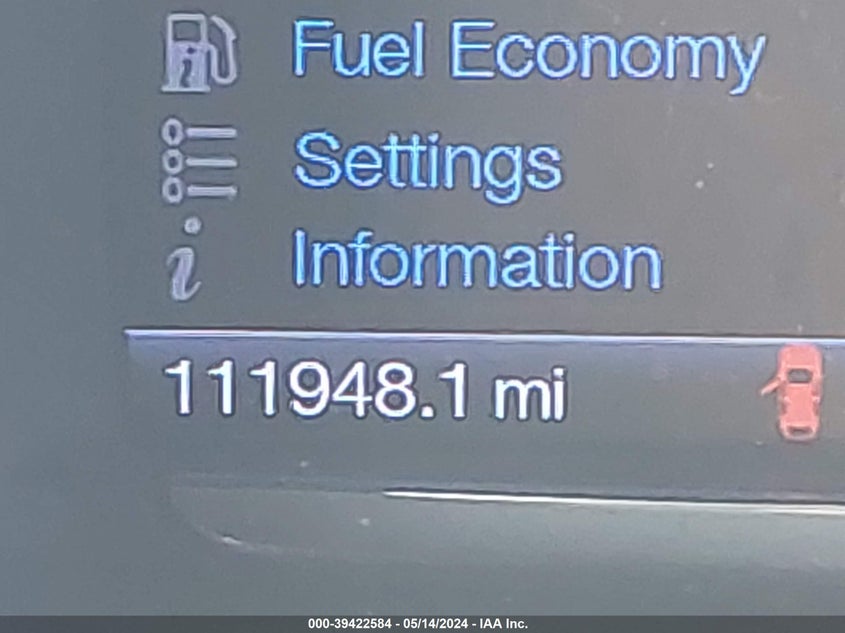 Fuel Economy
Settings
Information
111948.1 mi
000-39422584 - 05/14/2024 - IAA Inc.